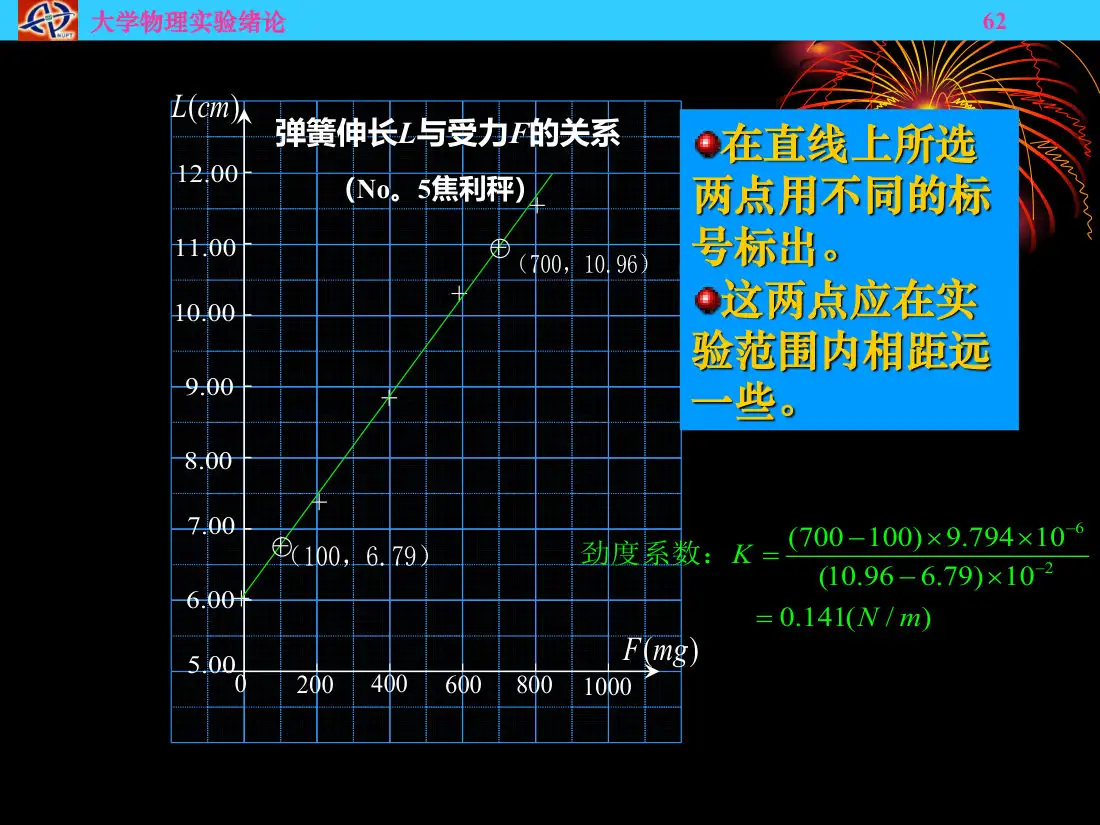 大学物理实验绪论
62
NUPT
L(cm)
弹簧伸长L与受力F的关系
（No。5焦利秤）
12.00
11.00
10.00
9.00
8.00
7.00
6.00
5.00
（700，10.96）
（100，6.79）
F(mg)
0 200 400 600 800 1000
在直线上所选
两点用不同的标
号标出。
这两点应在实
验范围内相距远
一些。
劲度系数：K = \frac{(700－100)×9.794×10^{-6}}{(10.96－6.79)×10^{-2}}
= 0.141(N / m)